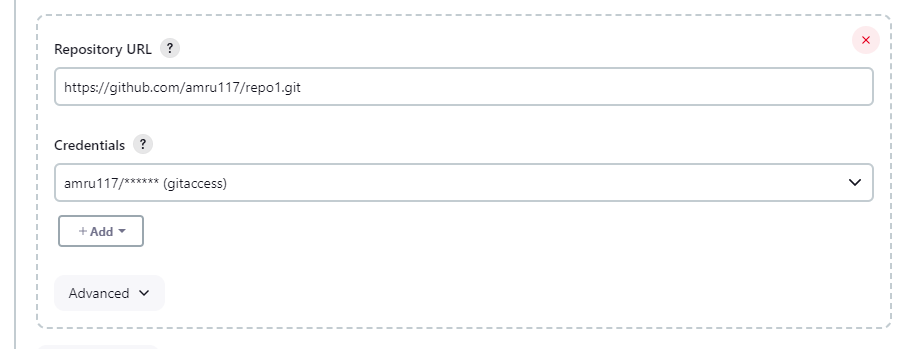 Repository URL ?
https://github.com/amru117/repo1.git
Credentials ?
amru117/****** (gitaccess)
+ Add
Advanced